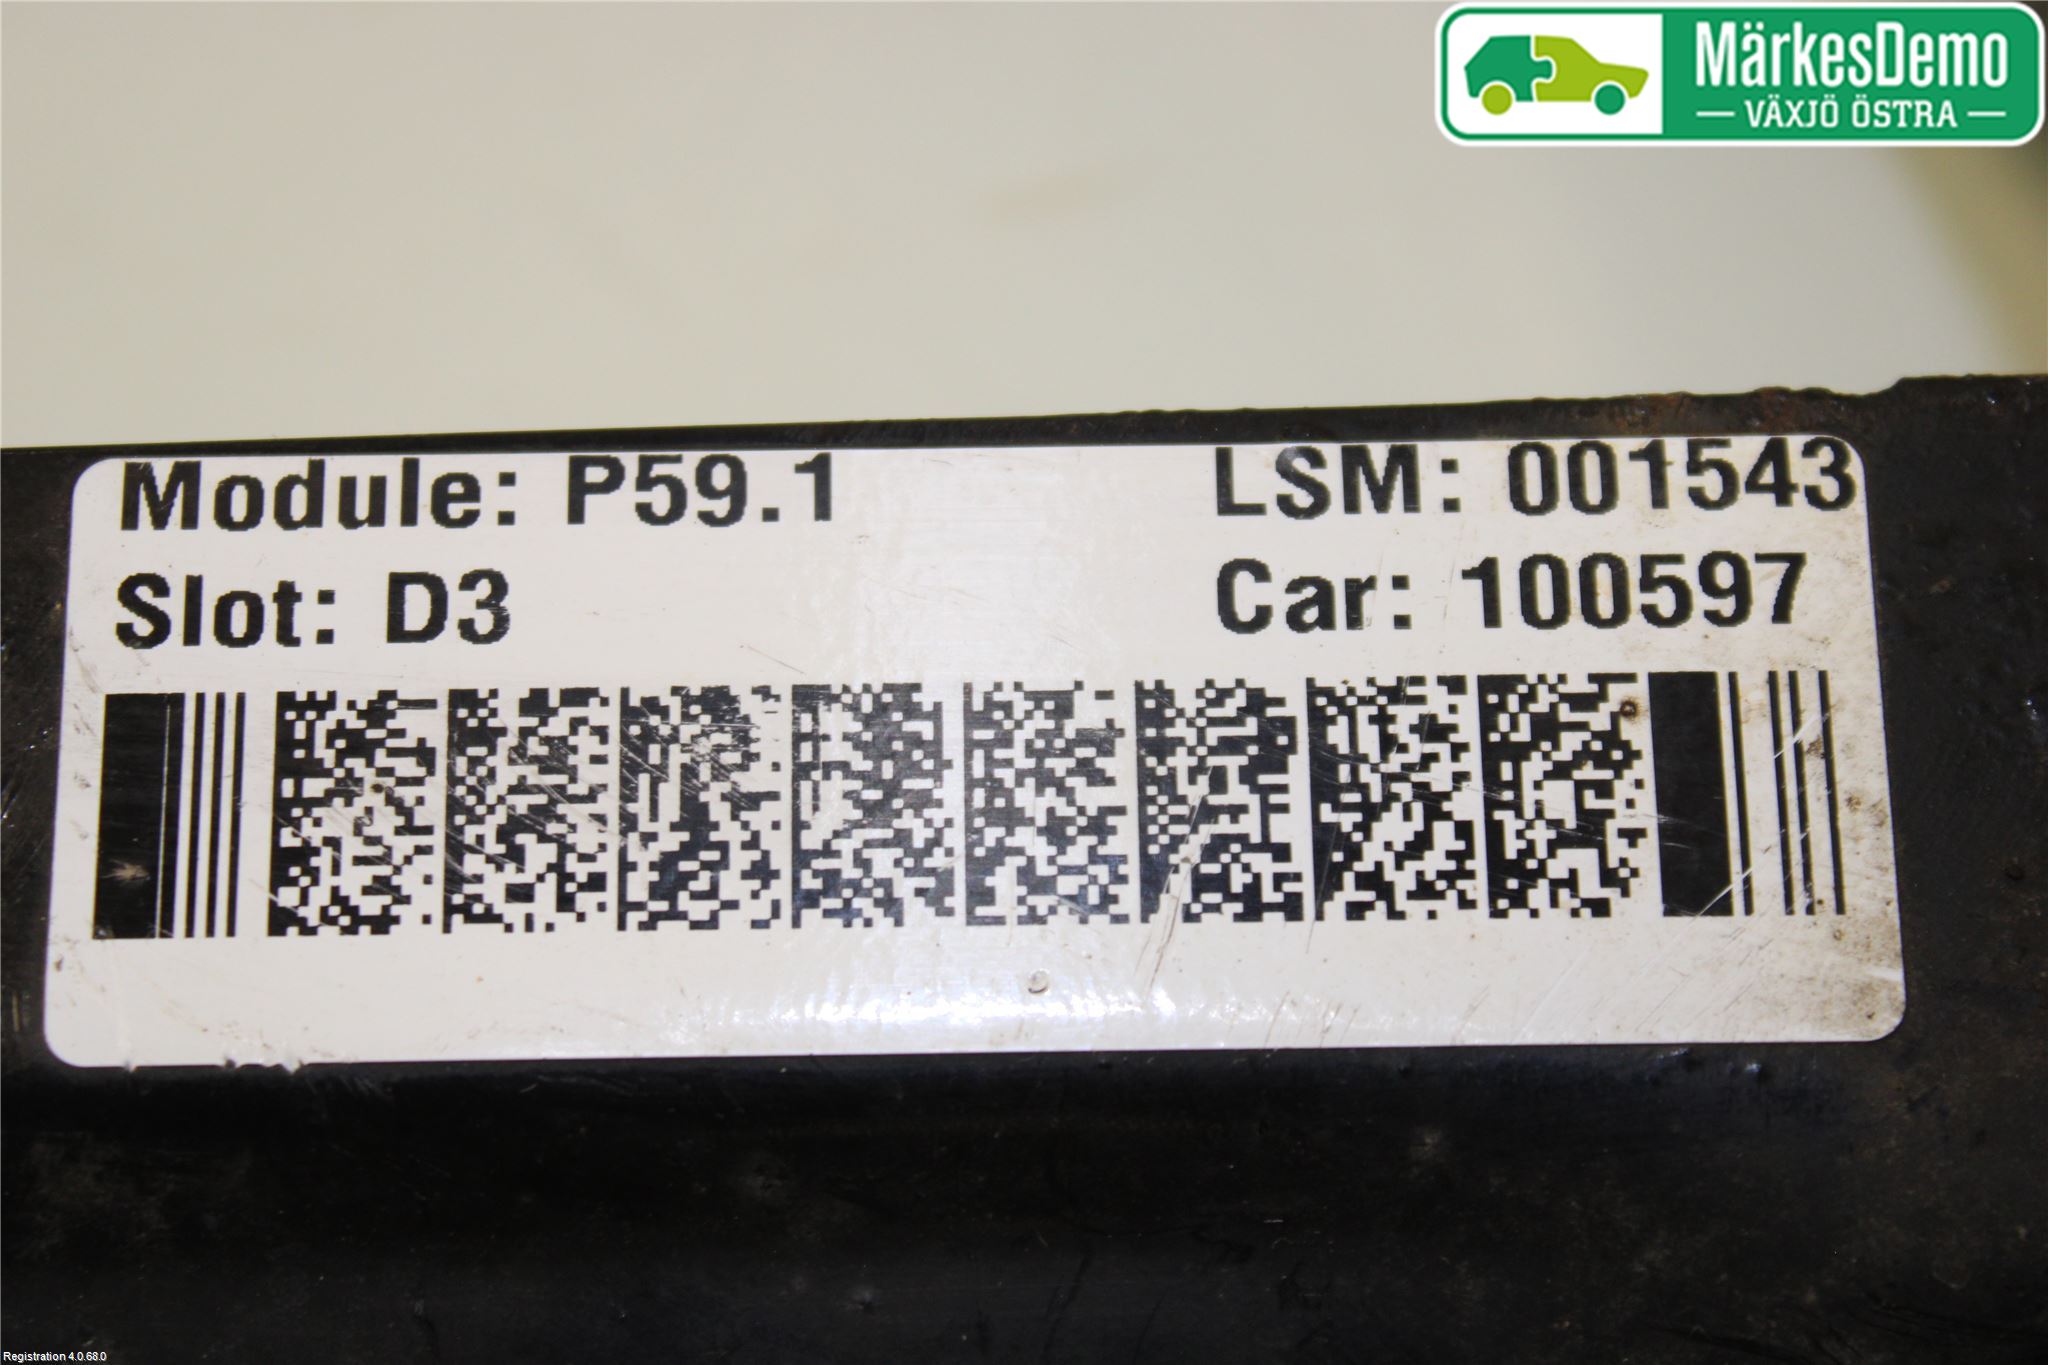 MärkesDemo
VÄXJÖ ÖSTRA
Module: P59.1
LSM: 001543
Slot: D3
Car: 100597
Registration 4.0.68.0